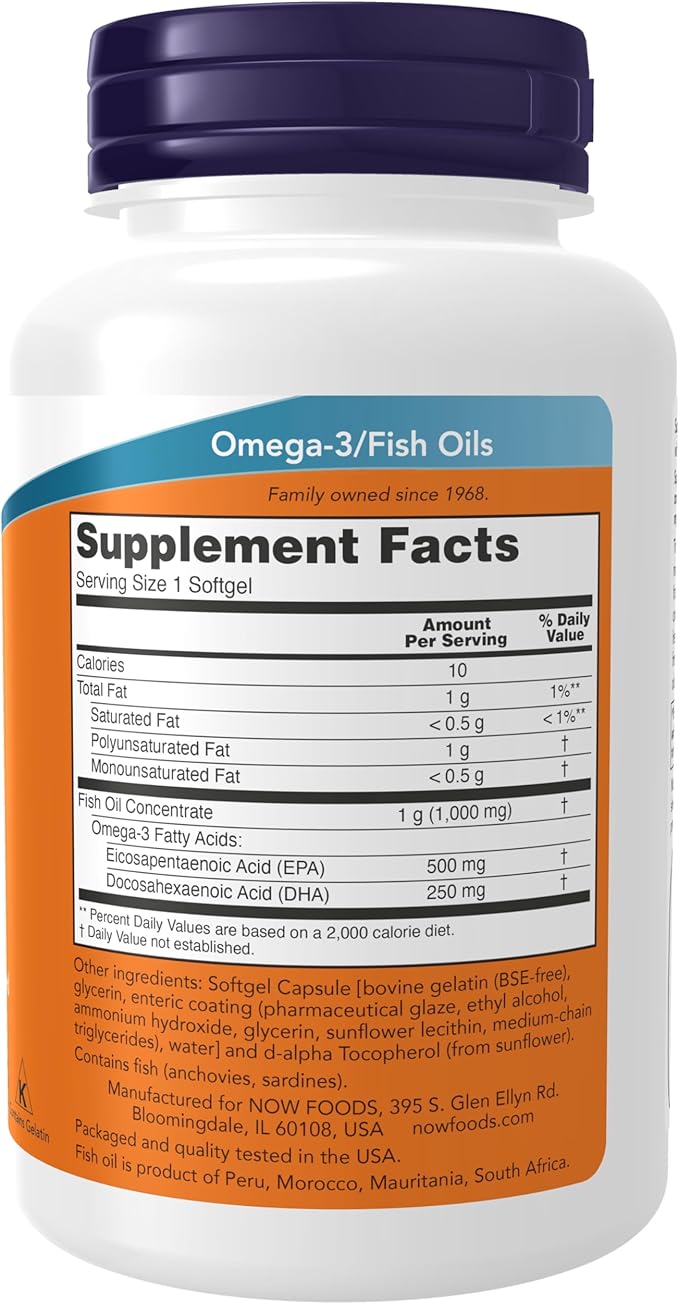 Omega-3/Fish Oils
Family owned since 1968.
Supplement Facts
Serving Size 1 Softgel
Amount Per Serving % Daily Value
Calories 10
Total Fat 1 g 1%**
Saturated Fat < 0.5 g < 1%**
Polyunsaturated Fat 1 g †
Monounsaturated Fat < 0.5 g †
Fish Oil Concentrate 1 g (1,000 mg) †
Omega-3 Fatty Acids:
Eicosapentaenoic Acid (EPA) 500 mg †
Docosahexaenoic Acid (DHA) 250 mg †
** Percent Daily Values are based on a 2,000 calorie diet.
† Daily Value not established.
Other ingredients: Softgel Capsule [bovine gelatin (BSE-free),
glycerin, enteric coating (pharmaceutical glaze, ethyl alcohol,
ammonium hydroxide, glycerin, sunflower lecithin, medium-chain
triglycerides), water] and d-alpha Tocopherol (from sunflower).
Contains fish (anchovies, sardines).
Manufactured for NOW FOODS, 395 S. Glen Ellyn Rd.
Bloomingdale, IL 60108, USA nowfoods.com
Packaged and quality tested in the USA.
Fish oil is product of Peru, Morocco, Mauritania, South Africa.
K
Gelatin